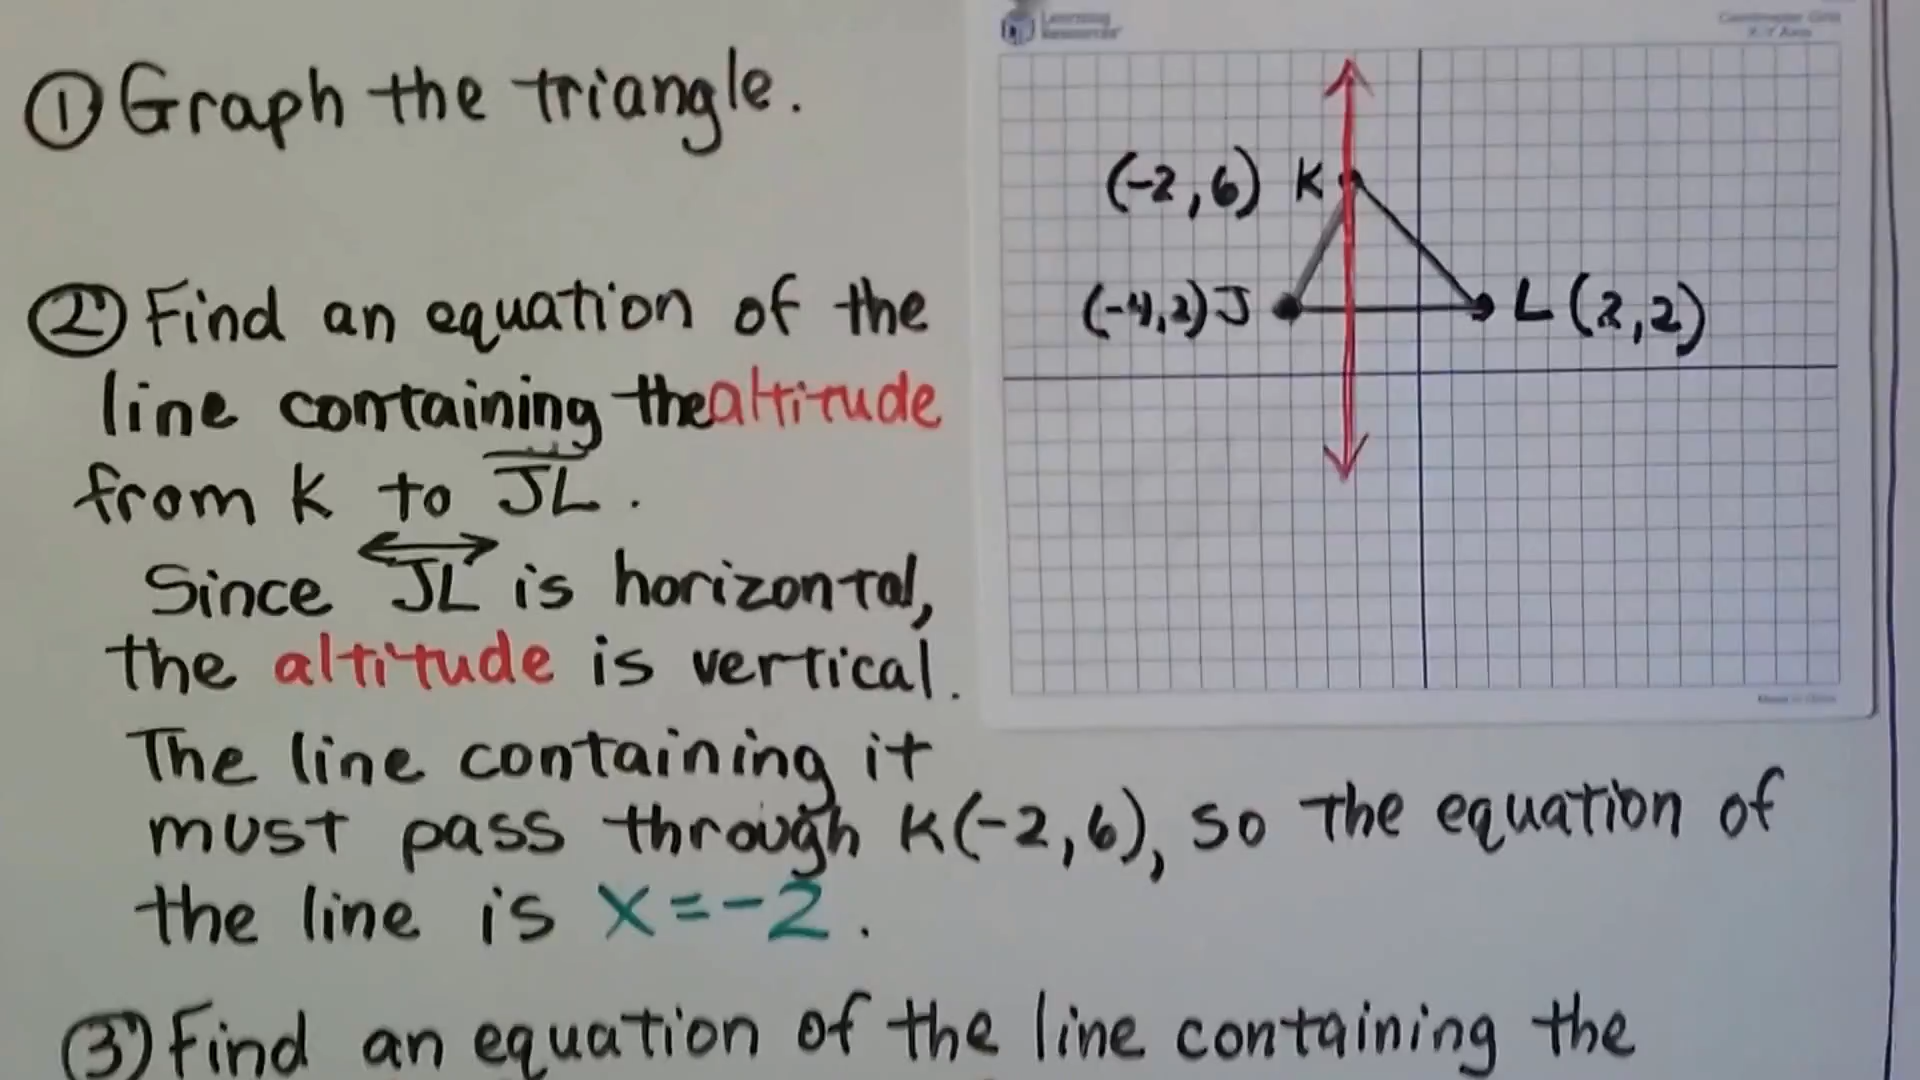 ① Graph the triangle.
② Find an equation of the
line containing the altitude
from K to JL.
Since JL is horizontal,
the altitude is vertical.
The line containing it
must pass through K(-2,6), so the equation of
the line is x=-2.
③ Find an equation of the line containing the
Learning
Resources
X-Y Axis
(-2,6) K
(-4,2) J
L (2,2)